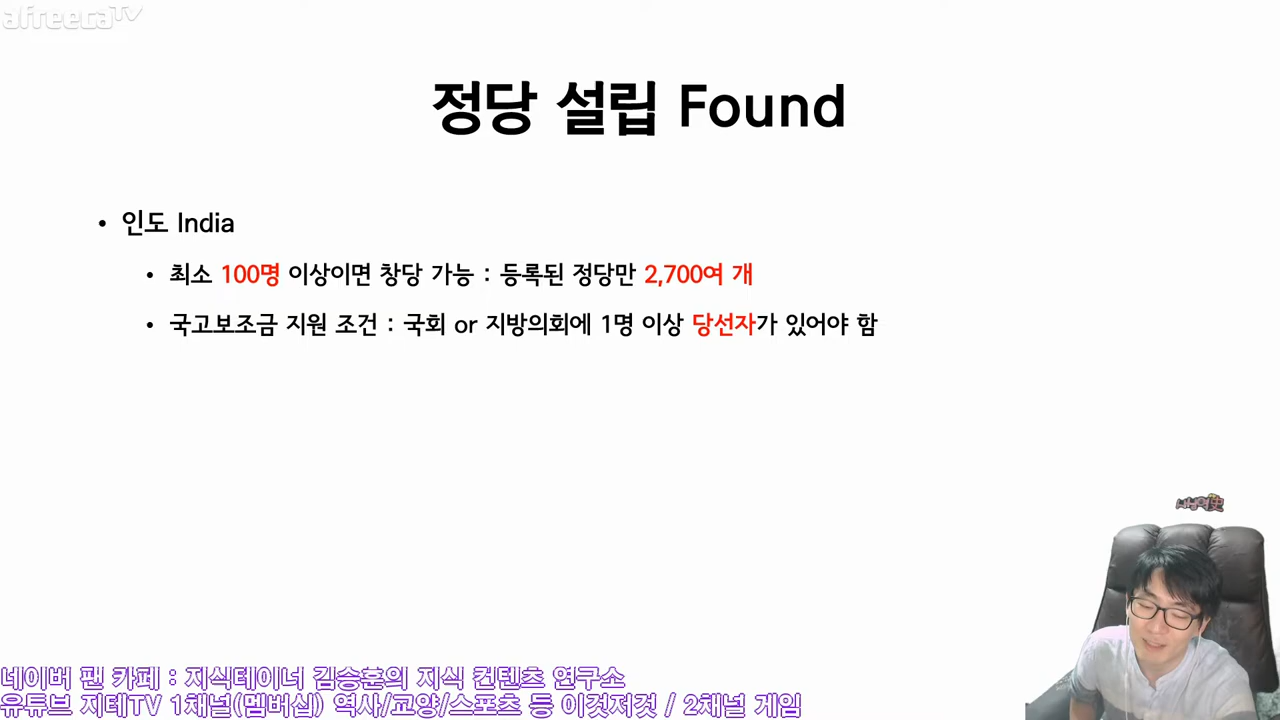 afreecaTV
정당 설립 Found
• 인도 India
• 최소 100명 이상이면 창당 가능 : 등록된 정당만 2,700여 개
• 국고보조금 지원 조건 : 국회 or 지방의회에 1명 이상 당선자가 있어야 함
네이버 팬 카페 : 지식테이너 김승훈의 지식 컨텐츠 연구소
유튜브 지테TV 1채널(멤버십) 역사/교양/스포츠 등 이것저것 / 2채널 게임